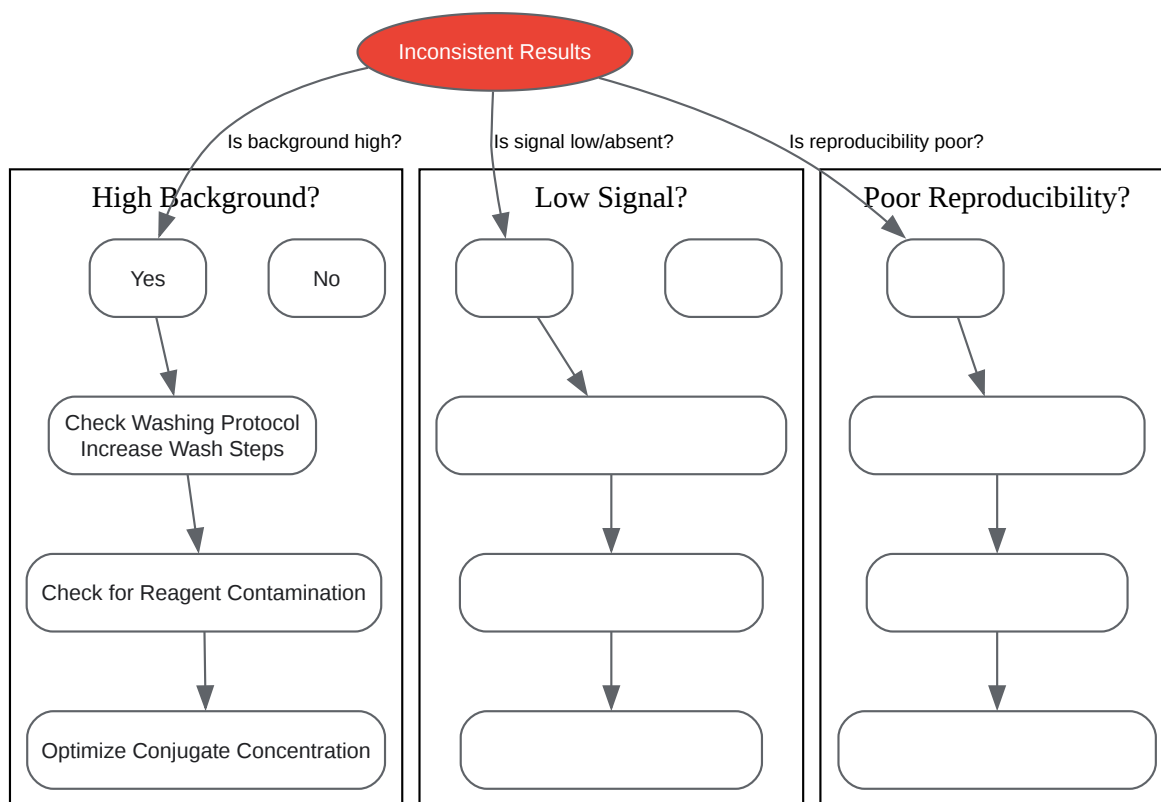 Inconsistent Results
Is background high?
Is signal low/absent?
Is reproducibility poor?
High Background?
Low Signal?
Poor Reproducibility?
Yes
No
Check Washing Protocol
Increase Wash Steps
Check for Reagent Contamination
Optimize Conjugate Concentration